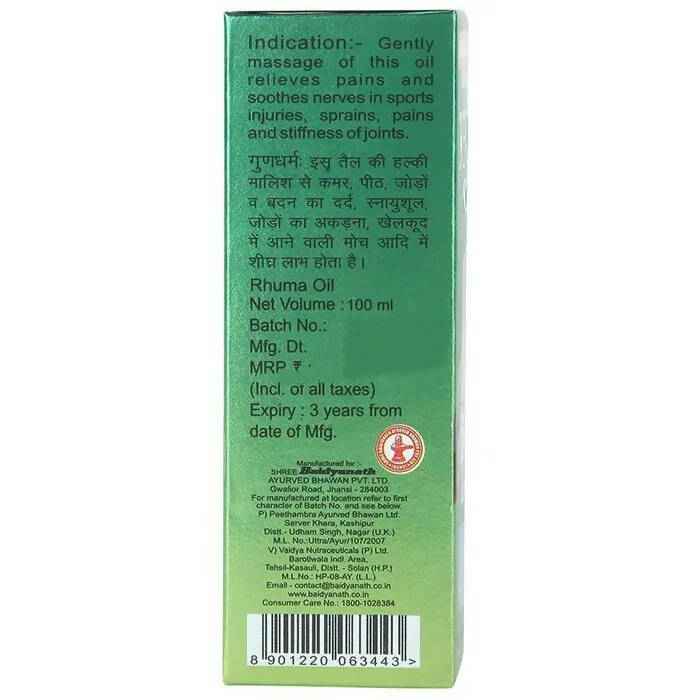 Indication:- Gently
massage of this oil
relieves pains and
soothes nerves in sports
injuries, sprains, pains
and stiffness of joints.
गुणधर्मः इस तैल की हल्की
मालिश से कमर, पीठ, जोड़ों
व बदन का दर्द, स्नायुशूल,
जोड़ों का अकड़ना, खेलकूद
में आने वाली मोच आदि में
शीघ्र लाभ होता है।
Rhuma Oil
Net Volume : 100 ml
Batch No.:
Mfg. Dt.
MRP ₹
(Incl. of all taxes)
Expiry : 3 years from
date of Mfg.
Manufactured for :-
SHREE Baidyanath
AYURVED BHAWAN PVT. LTD.
Gwalior Road, Jhansi - 284003
For manufactured at location refer to first
character of Batch No. and see below.
P) Peethambra Ayurved Bhawan Ltd.
Sarver Khara, Kashipur
Distt.- Udham Singh, Nagar (U.K.)
M.L. No.:Uttra/Ayur/107/2007
V) Vaidya Nutraceuticals (P) Ltd.
Barotiwala Indl. Area,
Tehsil-Kasauli, Distt. - Solan (H.P.)
M.L.No.: HP-08-AY. (L.L.)
Email - contact@baidyanath.co.in
www.baidyanath.co.in
Consumer Care No.: 1800-1028384
8 901220 063443 >